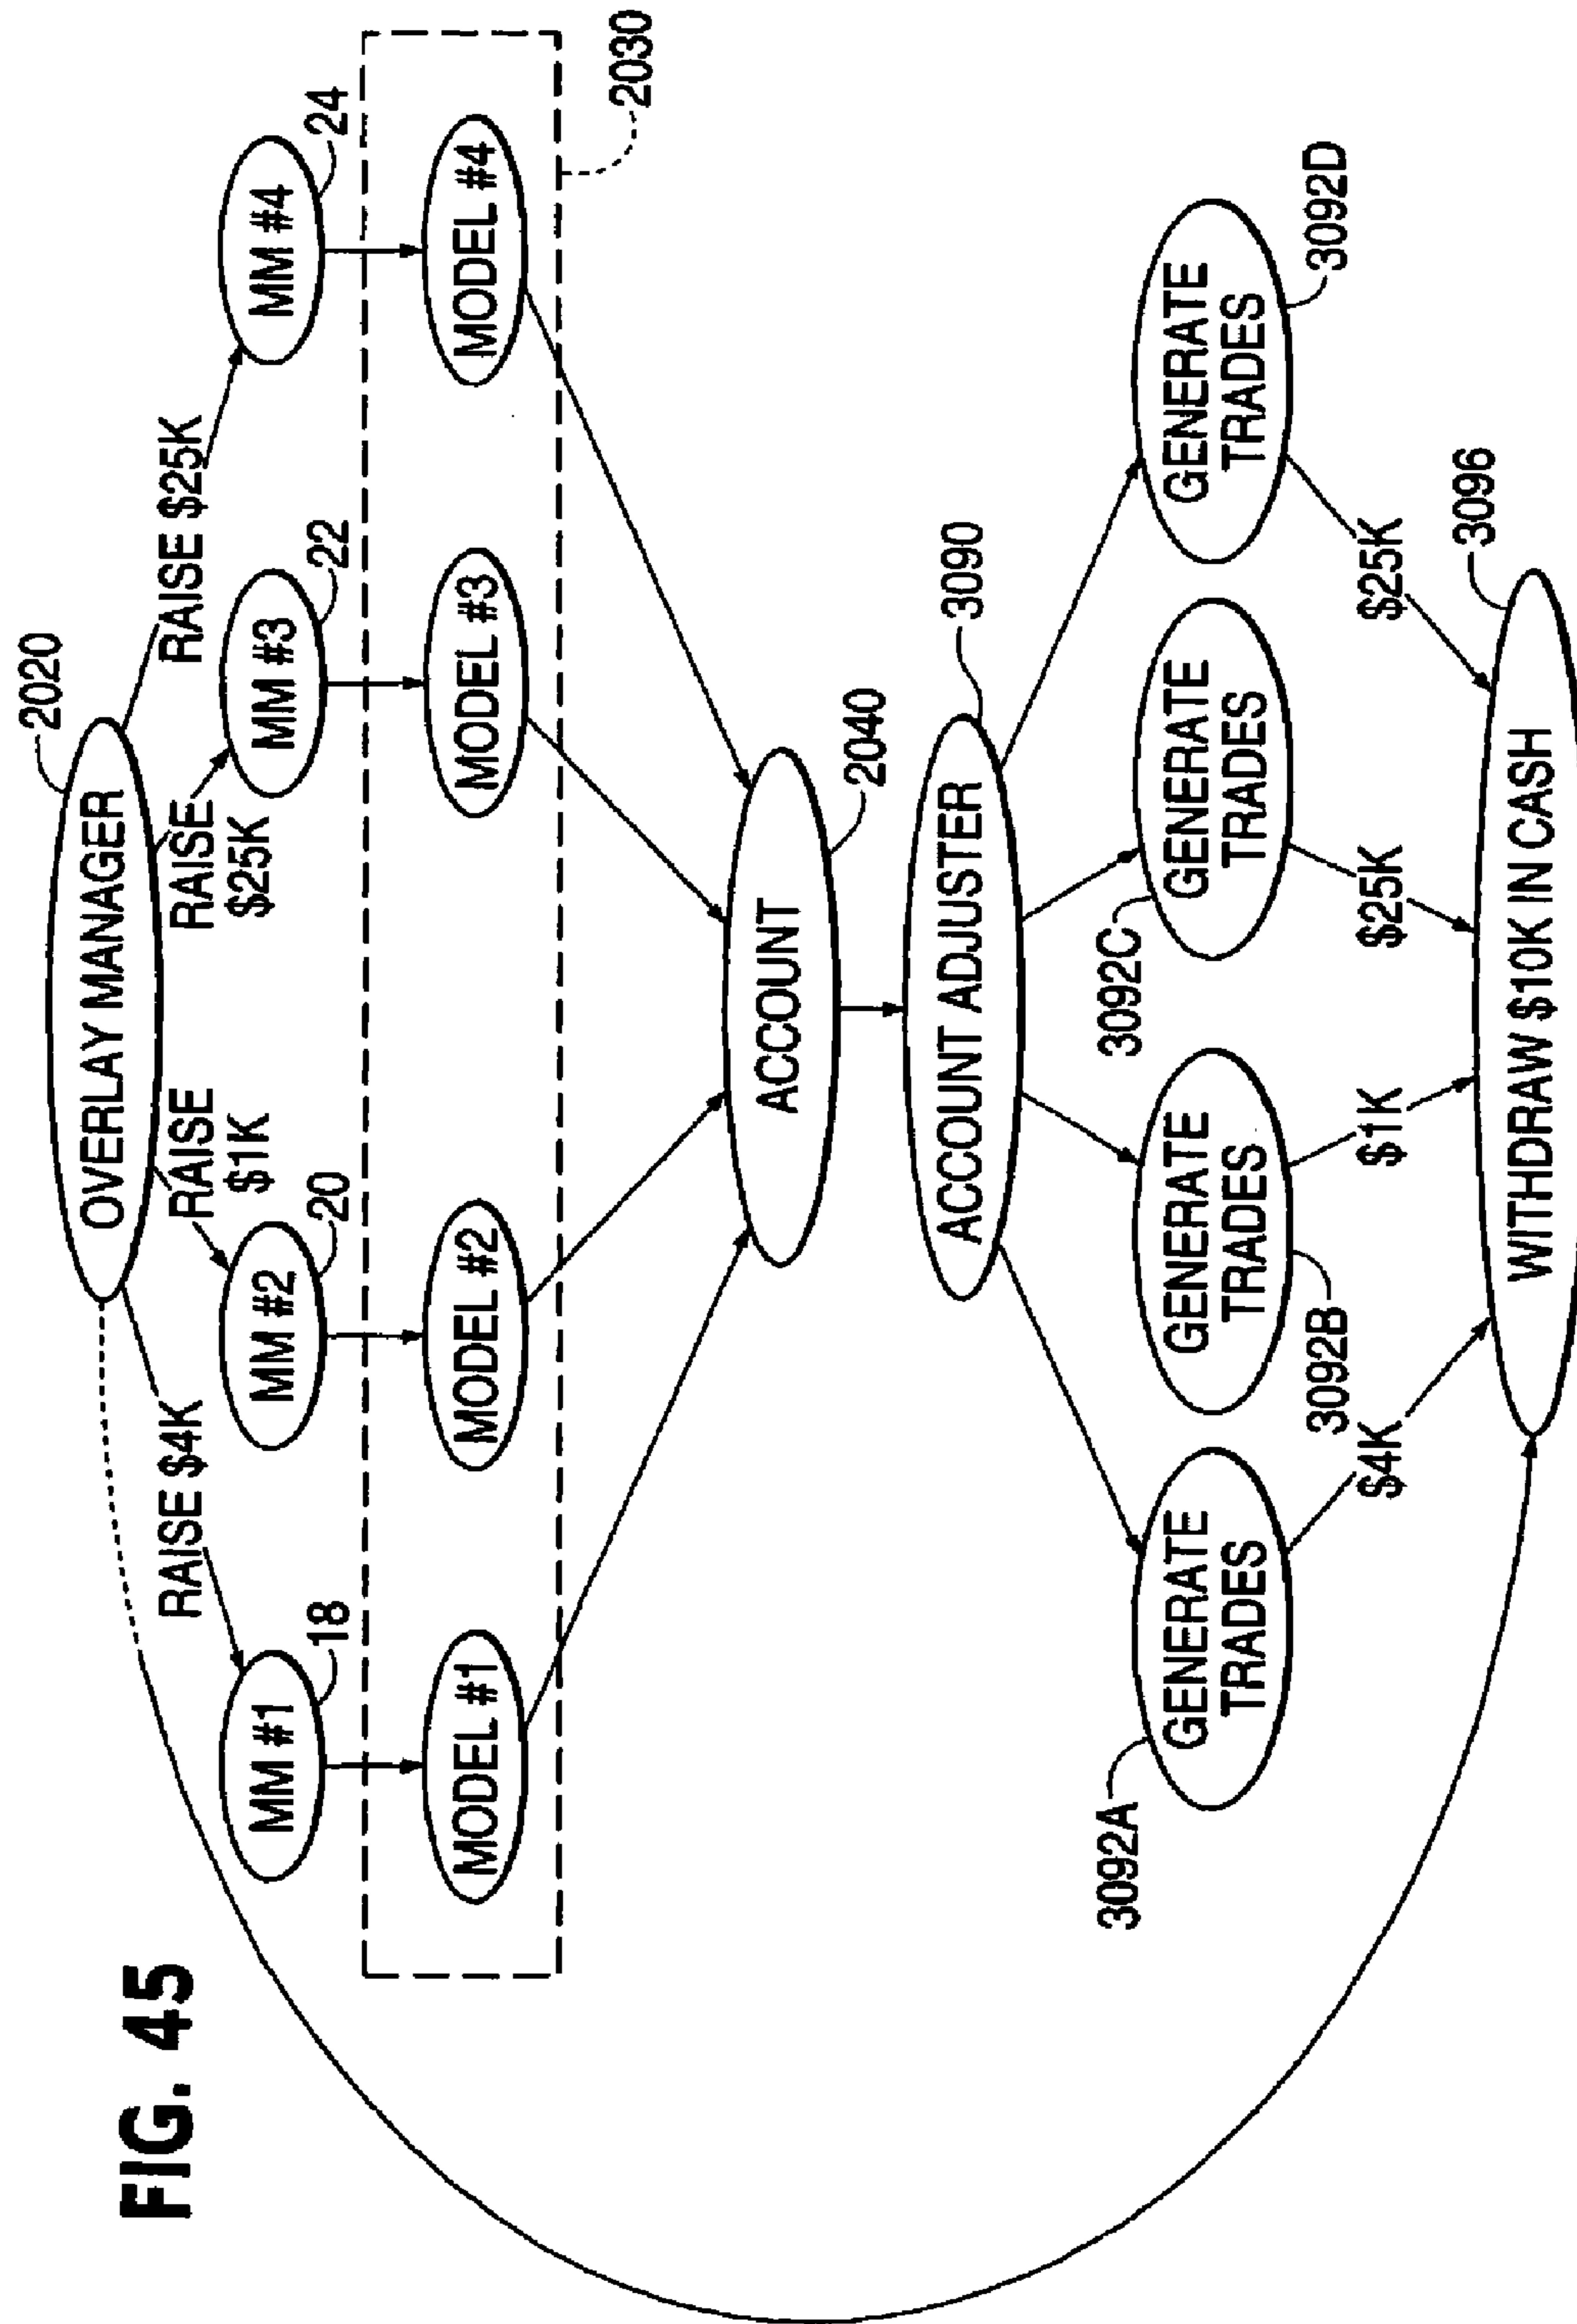 FIG. 45
OVERLAY MANAGER
2020
RAISE $4K
RAISE
$1K
RAISE
$25K
RAISE $25K
MM #1
18
MM #2
20
MM #3
22
MM #4
24
MODEL #1
MODEL #2
MODEL #3
MODEL #4
2030
ACCOUNT
2040
ACCOUNT ADJUSTER
3090
3092A
GENERATE
TRADES
GENERATE
TRADES
3092B
3092C
GENERATE
TRADES
GENERATE
TRADES
3092D
$4K
$1K
$25K
$25K
3096
WITHDRAW $10K IN CASH